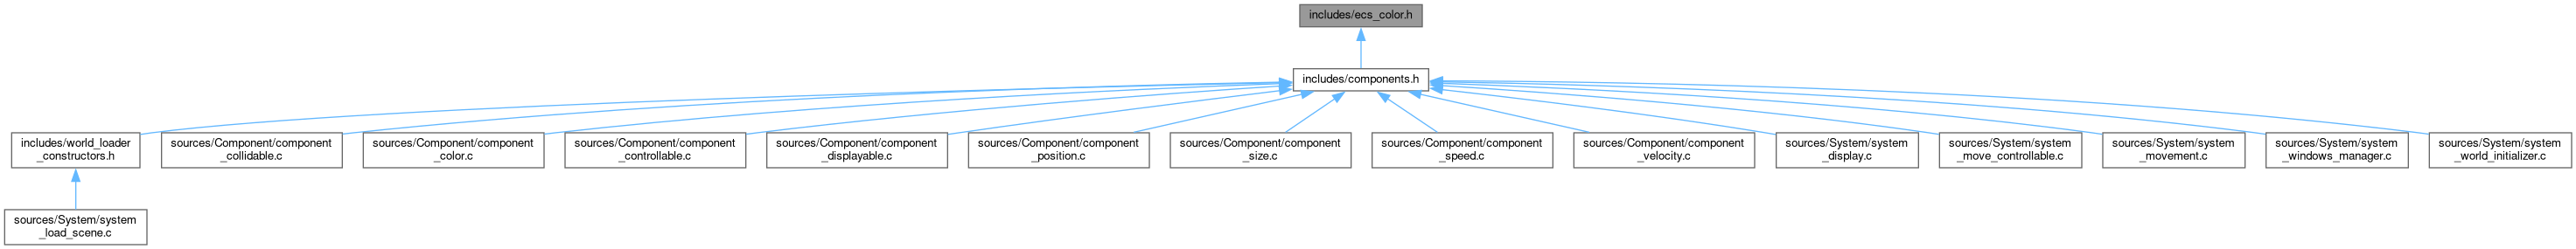 includes/ecs_color.h
includes/components.h
includes/world_loader
_constructors.h
sources/Component/component
_collidable.c
sources/Component/component
_color.c
sources/Component/component
_controllable.c
sources/Component/component
_displayable.c
sources/Component/component
_position.c
sources/Component/component
_size.c
sources/Component/component
_speed.c
sources/Component/component
_velocity.c
sources/System/system
_display.c
sources/System/system
_move_controllable.c
sources/System/system
_movement.c
sources/System/system
_windows_manager.c
sources/System/system
_world_initializer.c
sources/System/system
_load_scene.c